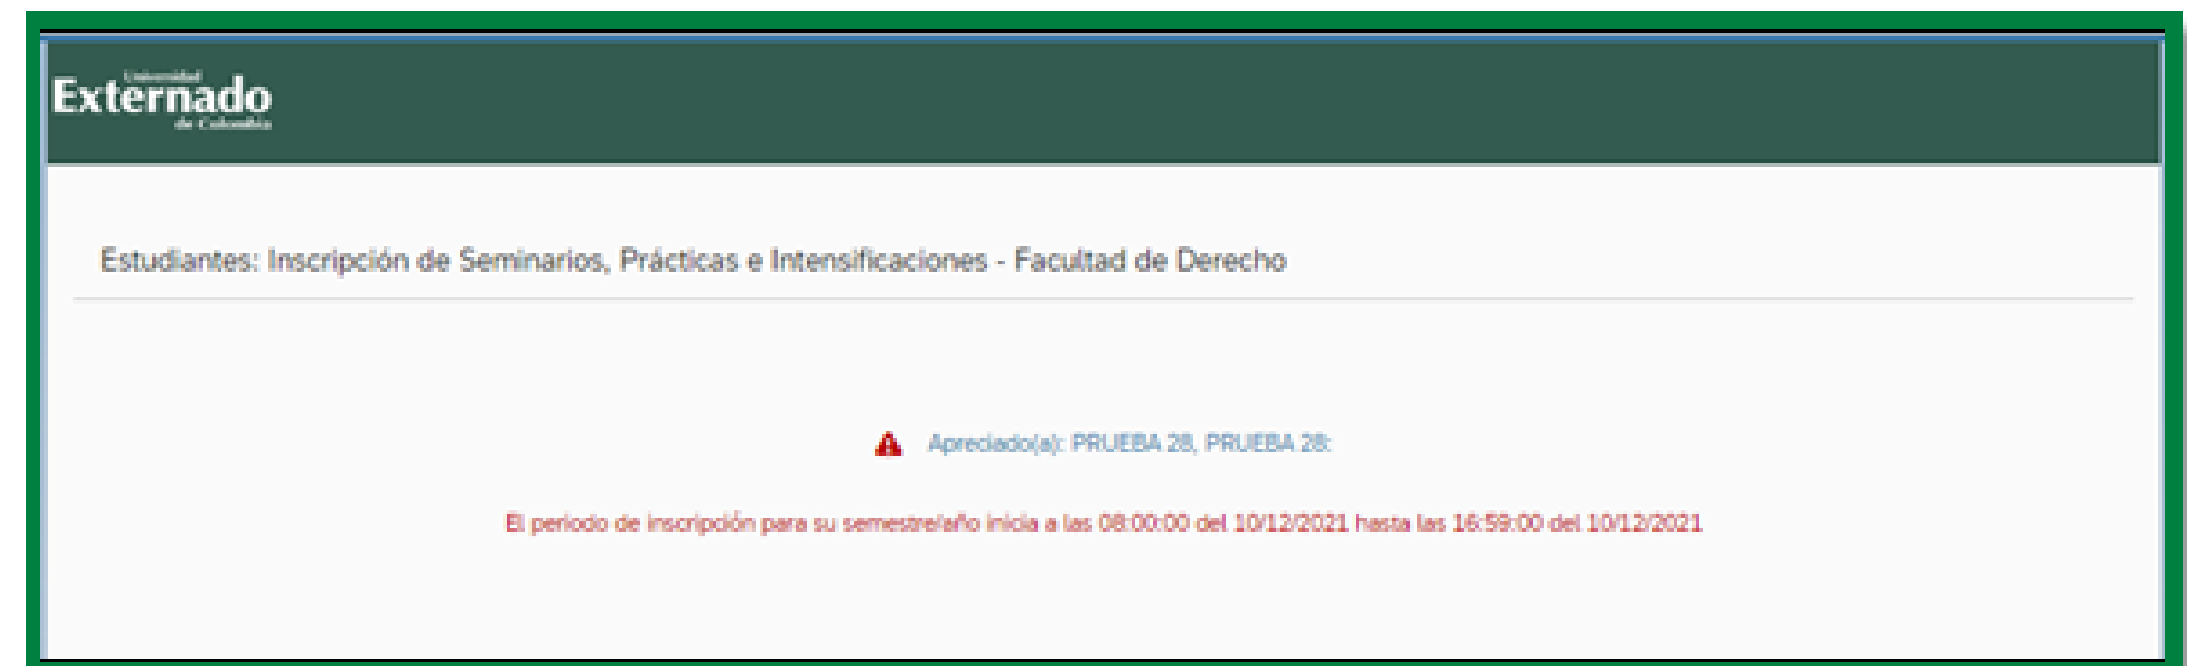 Universidad
Externado
de Colombia
Estudiantes: Inscripción de Seminarios, Prácticas e Intensificaciones - Facultad de Derecho
Apreciado(a): PRUEBA 28, PRUEBA 28:
El periodo de inscripción para su semestre/año inicia a las 08:00:00 del 10/12/2021 hasta las 16:59:00 del 10/12/2021